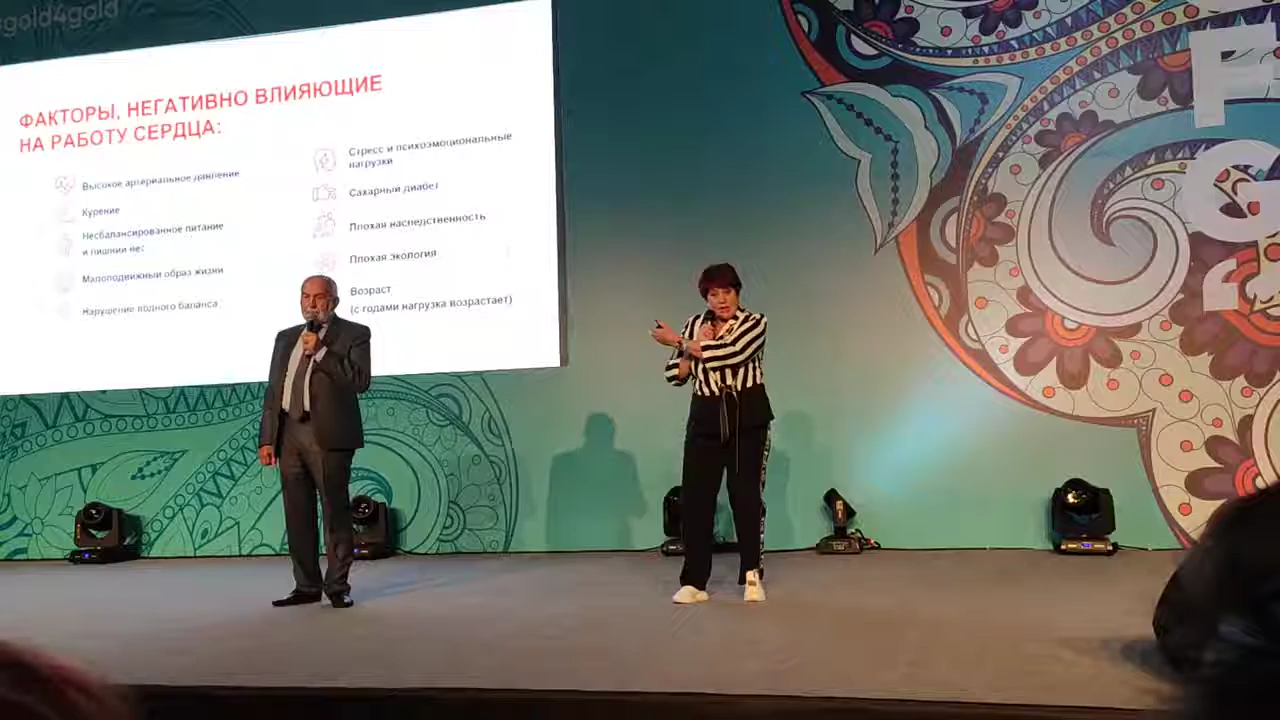 gold4gold
ФАКТОРЫ, НЕГАТИВНО ВЛИЯЮЩИЕ
НА РАБОТУ СЕРДЦА:
Высокое артериальное давление
Курение
Несбалансированное питание
и лишний вес
Малоподвижный образ жизни
Нарушение водного баланса
Стресс и психоэмоциональные
нагрузки
Сахарный диабет
Плохая наследственность
Плохая экология
Возраст
(с годами нагрузка возрастает)